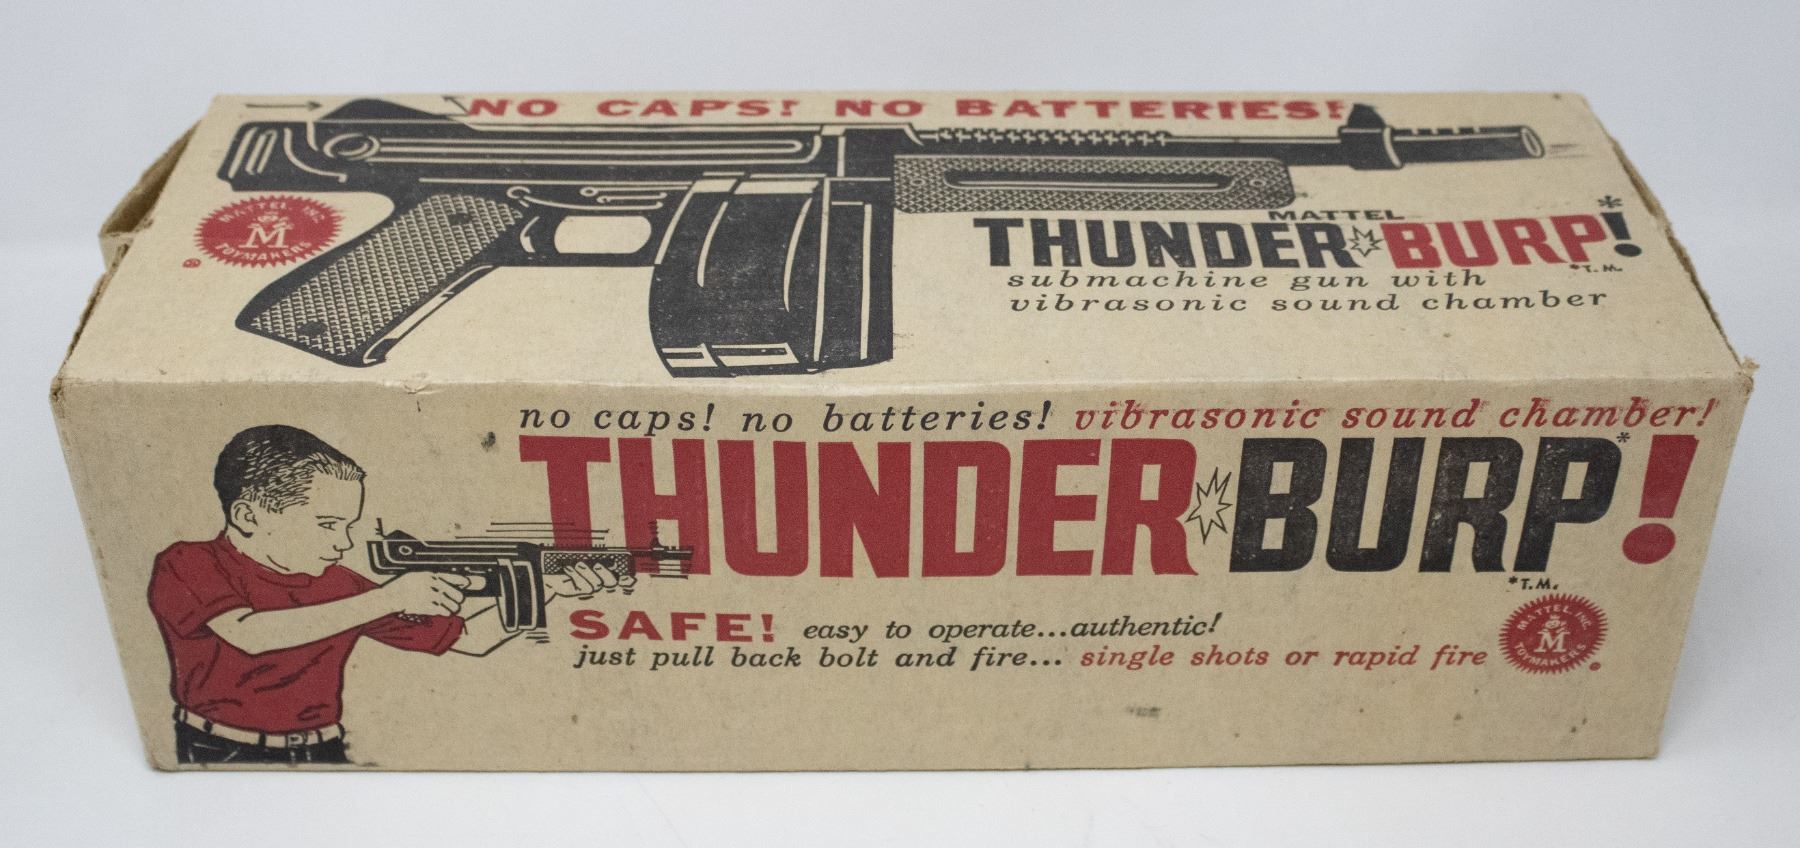 NO CAPS! NO BATTERIES!
MATTEL, INC.
M
TOYMAKERS
®
MATTEL
THUNDER BURP!*
*T.M.
submachine gun with
vibrasonic sound chamber
no caps! no batteries! vibrasonic sound chamber!
THUNDER BURP*!
*T.M.
SAFE! easy to operate...authentic!
just pull back bolt and fire... single shots or rapid fire
MATTEL, INC.
M
TOYMAKERS
®